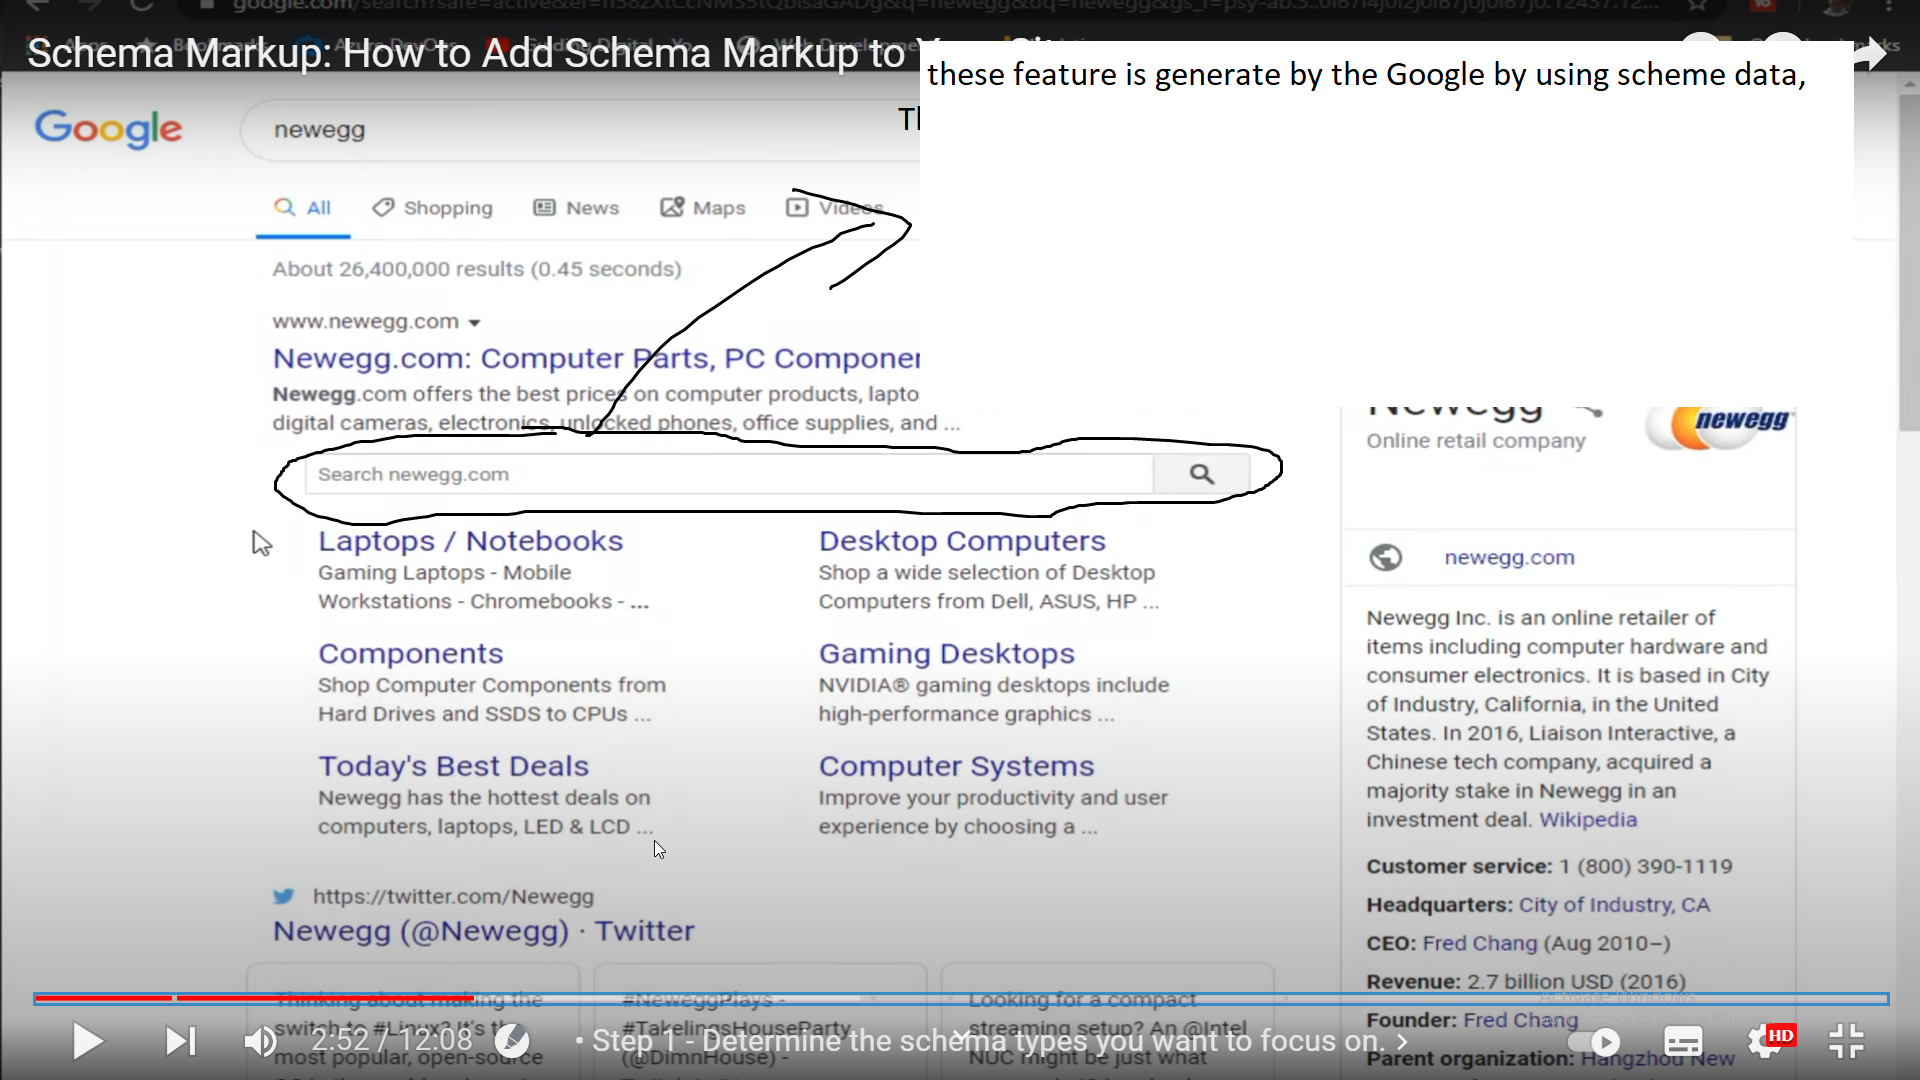 google.com/search?safe=active&ei=
Schema Markup: How to Add Schema Markup to
these feature is generate by the Google by using scheme data,
Google
newegg
All
Shopping
News
Maps
Videos
About 26,400,000 results (0.45 seconds)
www.newegg.com
Newegg.com: Computer Parts, PC Componen
Newegg.com offers the best prices on computer products, lapto
digital cameras, electronics, unlocked phones, office supplies, and ...
Search newegg.com
Laptops / Notebooks
Gaming Laptops - Mobile
Workstations - Chromebooks - ...
Desktop Computers
Shop a wide selection of Desktop
Computers from Dell, ASUS, HP ...
Components
Shop Computer Components from
Hard Drives and SSDS to CPUs ...
Gaming Desktops
NVIDIA® gaming desktops include
high-performance graphics ...
Today's Best Deals
Newegg has the hottest deals on
computers, laptops, LED & LCD ...
Computer Systems
Improve your productivity and user
experience by choosing a ...
https://twitter.com/Newegg
Newegg (@Newegg) · Twitter
Thinking about making the
switch to #Linux? It's
most popular, open-source
#NeweggPlays -
#TakelingsHouseParty
(@DimnHouse) -
Looking for a compact
streaming setup? An @Intel
NUC might be just what
Newegg
Online retail company
newegg
newegg.com
Newegg Inc. is an online retailer of
items including computer hardware and
consumer electronics. It is based in City
of Industry, California, in the United
States. In 2016, Liaison Interactive, a
Chinese tech company, acquired a
majority stake in Newegg in an
investment deal. Wikipedia
Customer service: 1 (800) 390-1119
Headquarters: City of Industry, CA
CEO: Fred Chang (Aug 2010–)
Revenue: 2.7 billion USD (2016)
Founder: Fred Chang
Parent organization: Hangzhou New
Activate Windows
2:52 / 12:08
• Step 1 - Determine the schema types you want to focus on.
HD